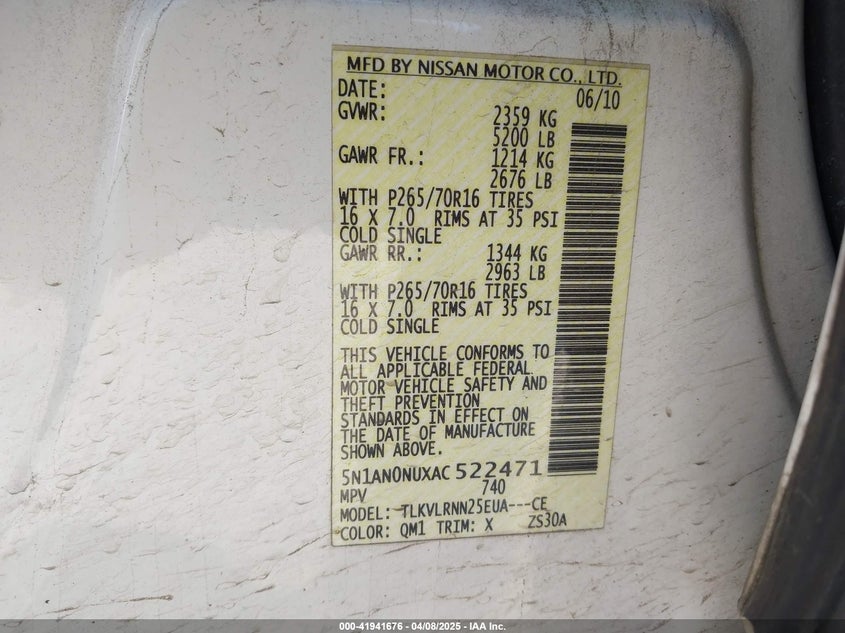 MFD BY NISSAN MOTOR CO., LTD.
DATE: 06/10
GVWR: 2359 KG
5200 LB
GAWR FR.: 1214 KG
2676 LB
WITH P265/70R16 TIRES
16 X 7.0 RIMS AT 35 PSI
COLD SINGLE
GAWR RR.: 1344 KG
2963 LB
WITH P265/70R16 TIRES
16 X 7.0 RIMS AT 35 PSI
COLD SINGLE
THIS VEHICLE CONFORMS TO
ALL APPLICABLE FEDERAL
MOTOR VEHICLE SAFETY AND
THEFT PREVENTION
STANDARDS IN EFFECT ON
THE DATE OF MANUFACTURE
SHOWN ABOVE.
5N1AN0NUXAC522471
MPV 740
MODEL: TLKVLRNN25EUA---CE
COLOR: QM1 TRIM: X ZS30A
000-41941676 - 04/08/2025 - IAA Inc.